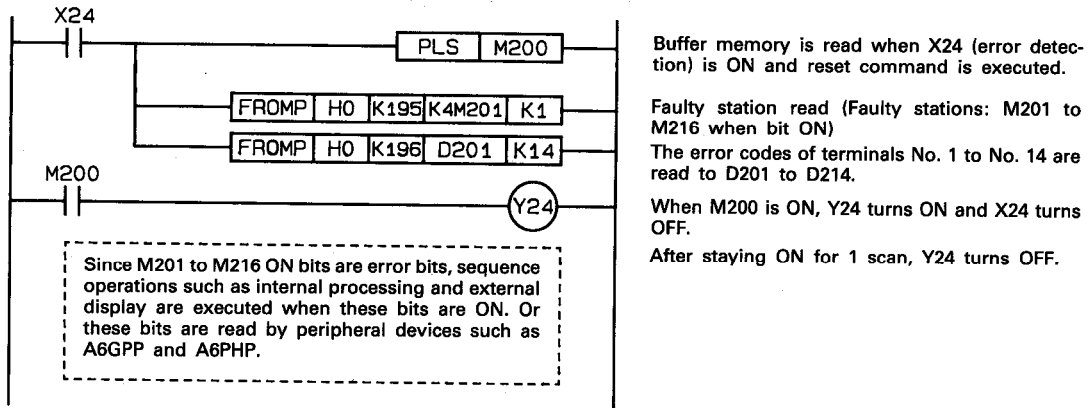 X24
PLS M200
Buffer memory is read when X24 (error detec-
tion) is ON and reset command is executed.
FROMP H0 K195 K4M201 K1
Faulty station read (Faulty stations: M201 to
M216 when bit ON)
FROMP H0 K196 D201 K14
The error codes of terminals No. 1 to No. 14 are
read to D201 to D214.
M200
Y24
When M200 is ON, Y24 turns ON and X24 turns
OFF.
After staying ON for 1 scan, Y24 turns OFF.
Since M201 to M216 ON bits are error bits, sequence
operations such as internal processing and external
display are executed when these bits are ON. Or
these bits are read by peripheral devices such as
A6GPP and A6PHP.